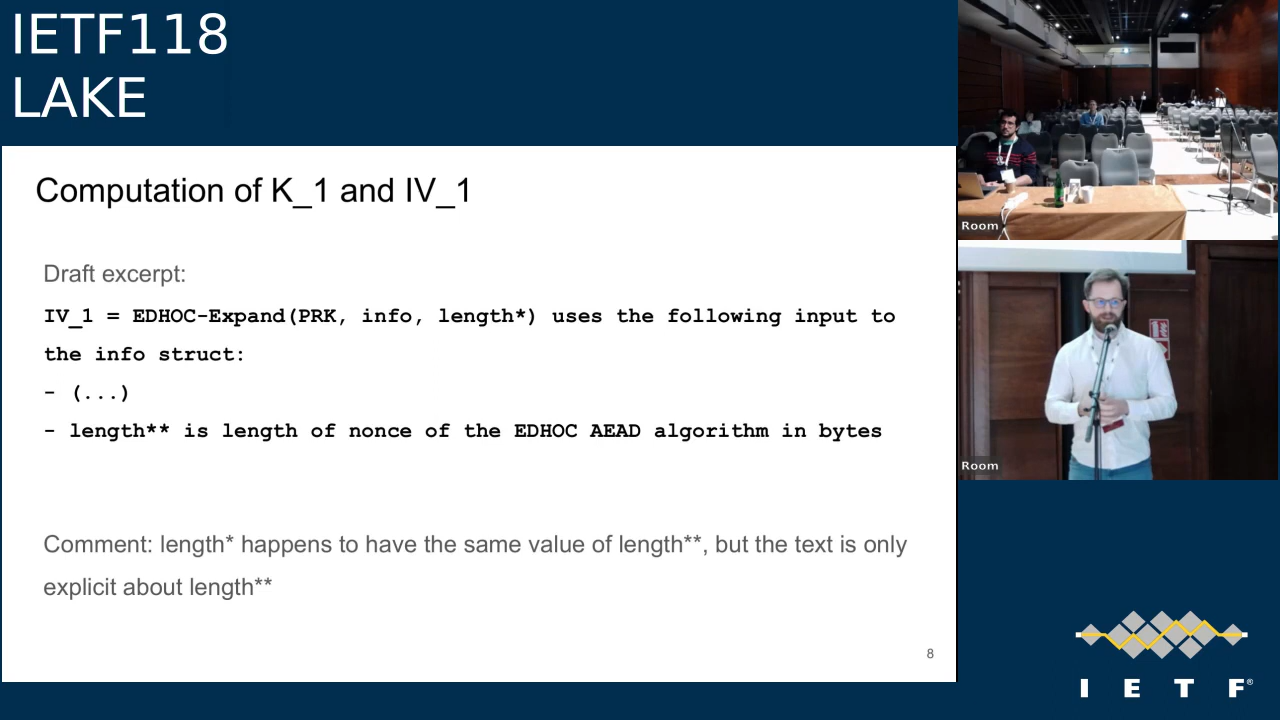 IETF118
LAKE
Computation of K_1 and IV_1
Draft excerpt:
IV_1 = EDHOC-Expand(PRK, info, length*) uses the following input to
the info struct:
- (...)
- length** is length of nonce of the EDHOC AEAD algorithm in bytes
Comment: length* happens to have the same value of length**, but the text is only
explicit about length**
8
Room
Room
I E T F®